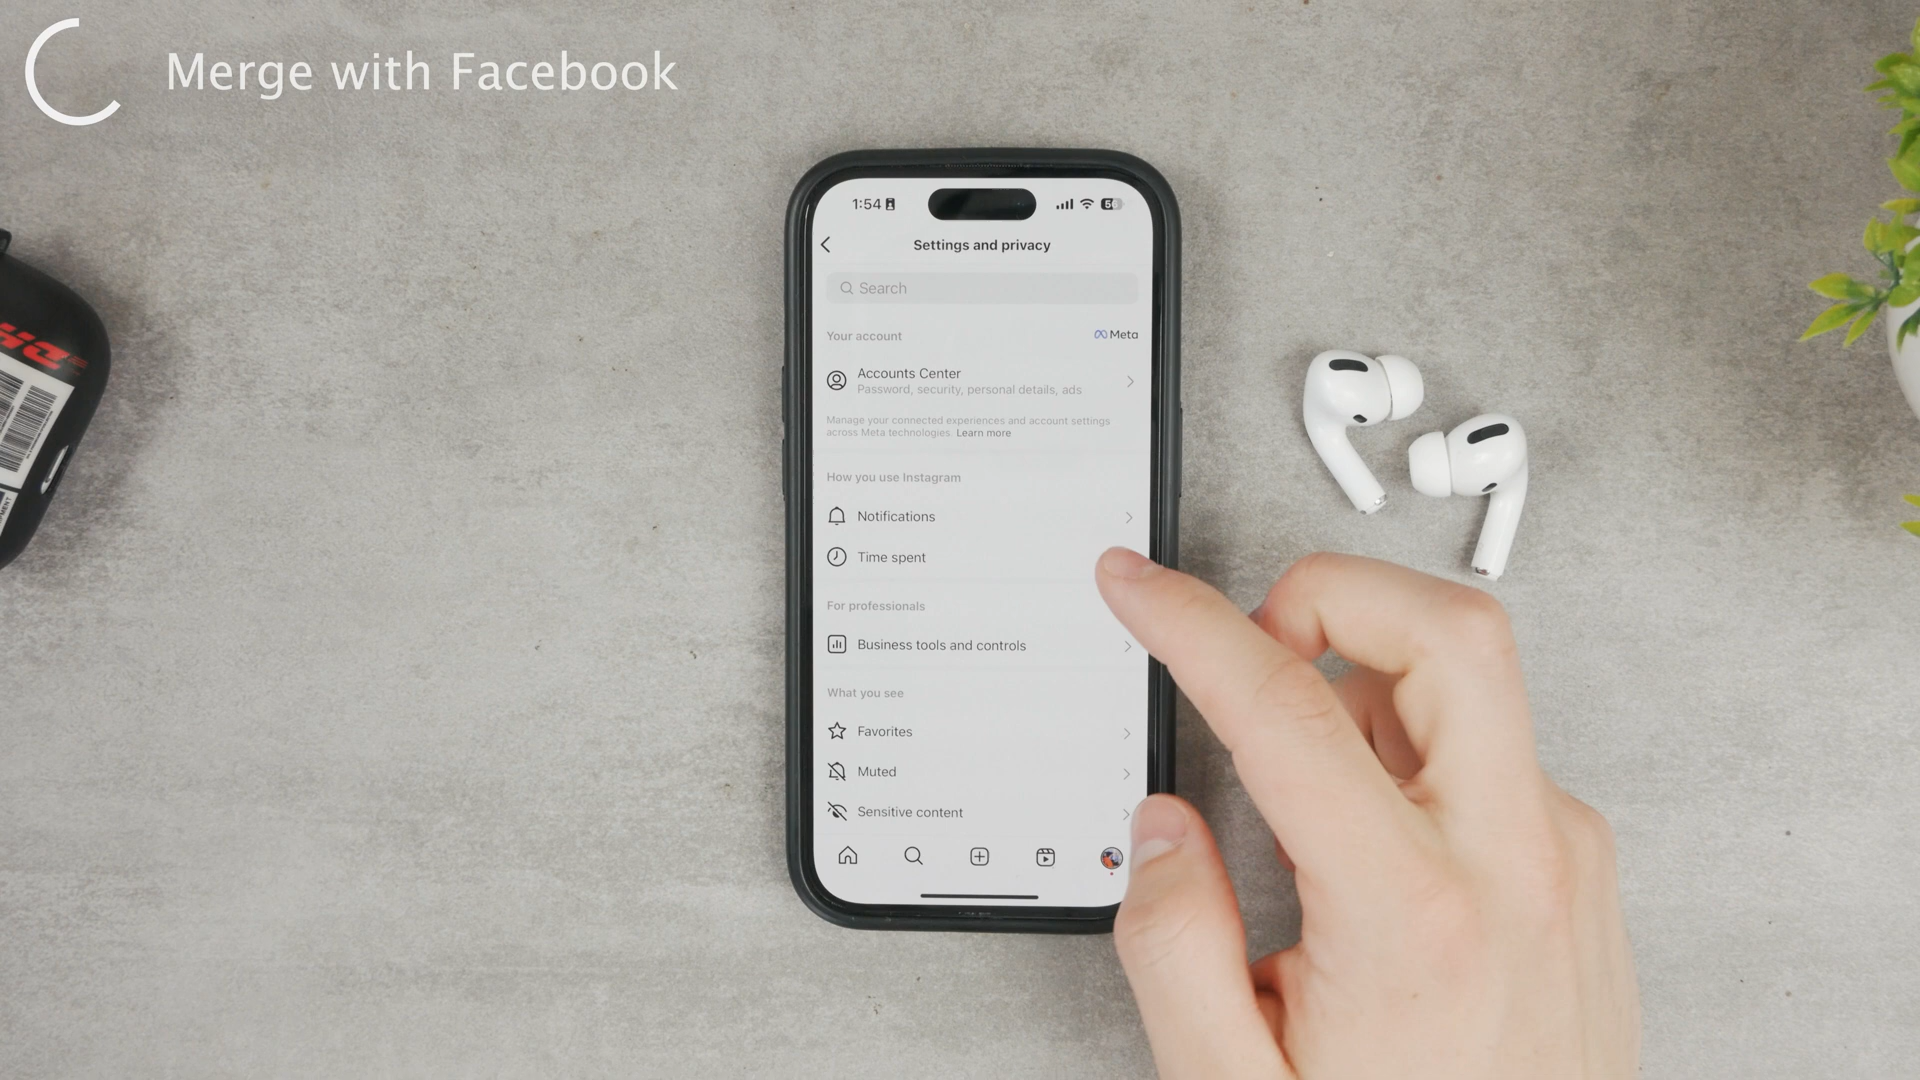 Merge with Facebook
1:54
Settings and privacy
Search
Your account
Meta
Accounts Center
Password, security, personal details, ads
Manage your connected experiences and account settings
across Meta technologies. Learn more
How you use Instagram
Notifications
Time spent
For professionals
Business tools and controls
What you see
Favorites
Muted
Sensitive content